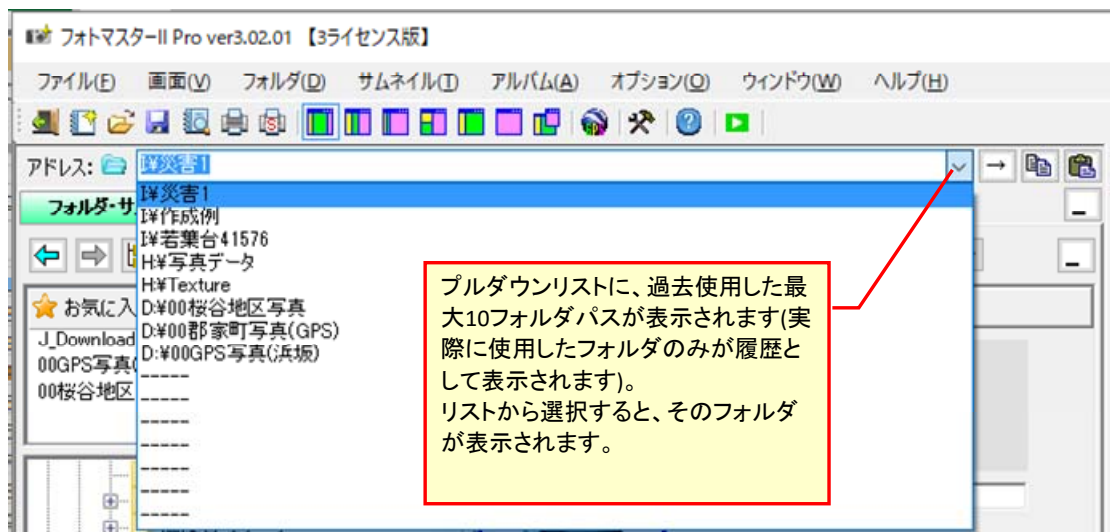 フォトマスターII Pro ver3.02.01 【3ライセンス版】
ファイル(F) 画面(V) フォルダ(D) サムネイル(T) アルバム(A) オプション(O) ウィンドウ(W) ヘルプ(H)
アドレス: I:¥災害1
I:¥災害1
フォルダ・サ
I:¥作成例
I:¥若葉台41576
H:¥写真データ
H:¥Texture
お気に入
D:¥00桜谷地区写真
J_Download
D:¥00郡家町写真(GPS)
00GPS写真(
D:¥00GPS写真(浜坂)
00桜谷地区
-----
-----
-----
-----
-----
-----
-----
プルダウンリストに、過去使用した最
大10フォルダパスが表示されます(実
際に使用したフォルダのみが履歴と
して表示されます)。
リストから選択すると、そのフォルダ
が表示されます。